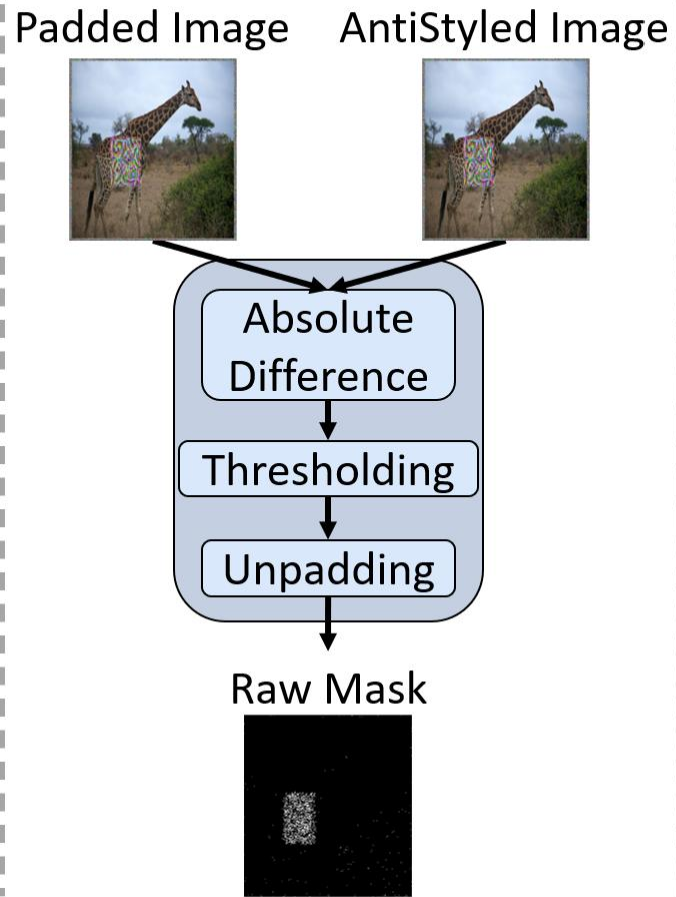 Padded Image
AntiStyled Image
Absolute
Difference
Thresholding
Unpadding
Raw Mask